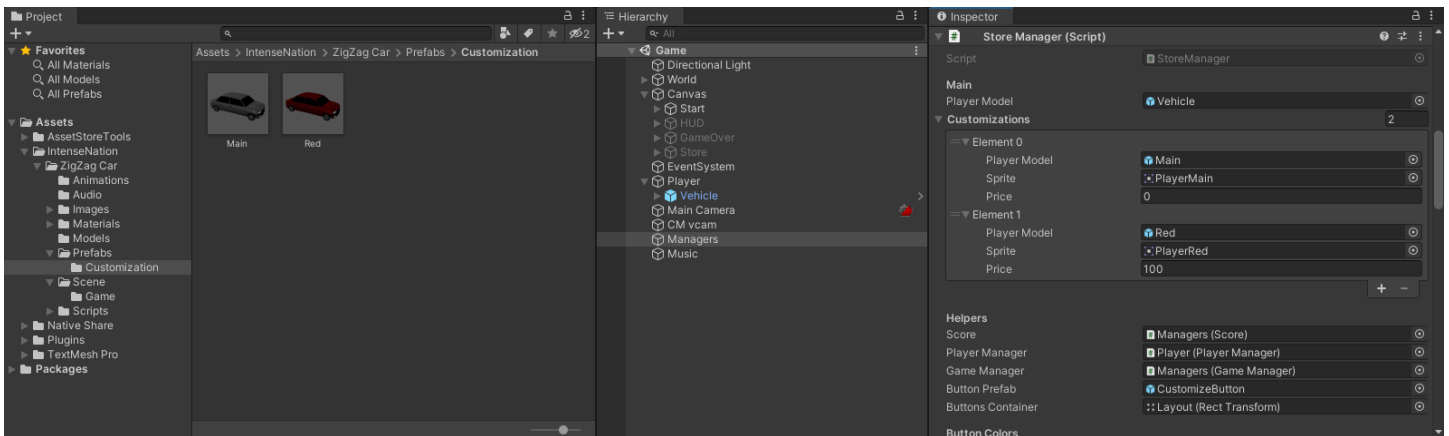 Project
2
Favorites
All Materials
All Models
All Prefabs
Assets
AssetStoreTools
IntenseNation
ZigZag Car
Animations
Audio
Images
Materials
Models
Prefabs
Customization
Scene
Game
Scripts
Native Share
Plugins
TextMesh Pro
Packages
Assets > IntenseNation > ZigZag Car > Prefabs > Customization
Main
Red
Hierarchy
All
Game
Directional Light
World
Canvas
Start
HUD
GameOver
Store
EventSystem
Player
Vehicle
Main Camera
CM vcam
Managers
Music
Inspector
# Store Manager (Script)
Script StoreManager
Main
Player Model Vehicle
Customizations 2
Element 0
Player Model Main
Sprite PlayerMain
Price 0
Element 1
Player Model Red
Sprite PlayerRed
Price 100
+ -
Helpers
Score Managers (Score)
Player Manager Player (Player Manager)
Game Manager Managers (Game Manager)
Button Prefab CustomizeButton
Buttons Container Layout (Rect Transform)
Button Colors